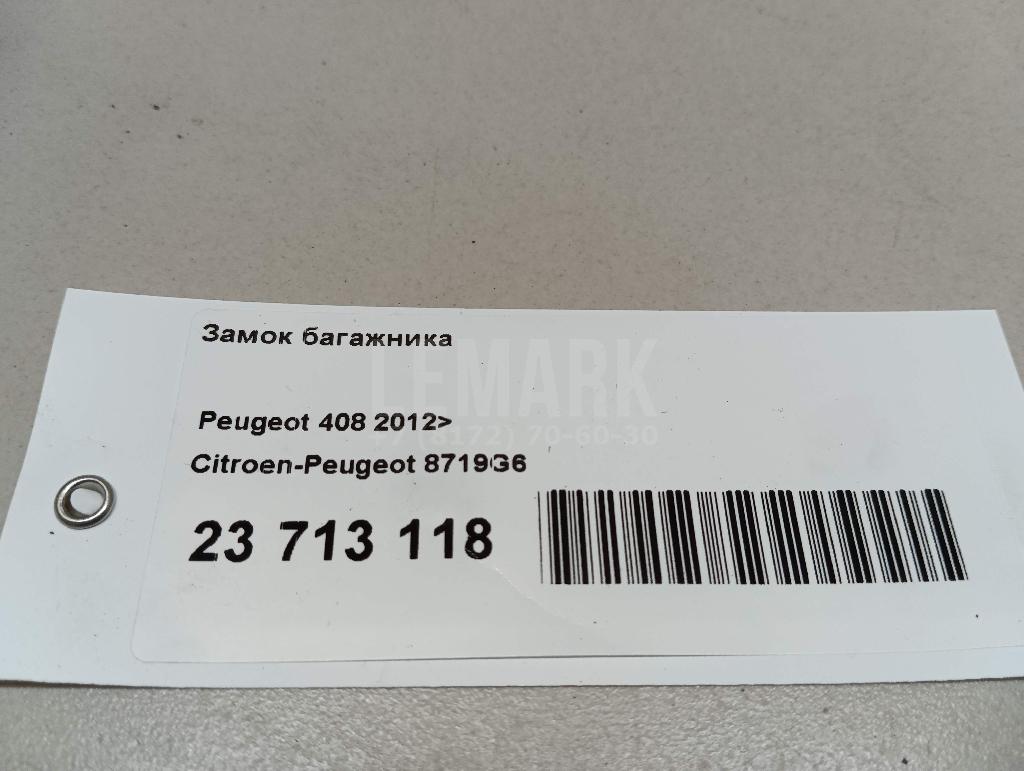 Замок багажника
LEMARK
+7 (8172) 70-60-30
Peugeot 408 2012>
Citroen-Peugeot 8719G6
23 713 118